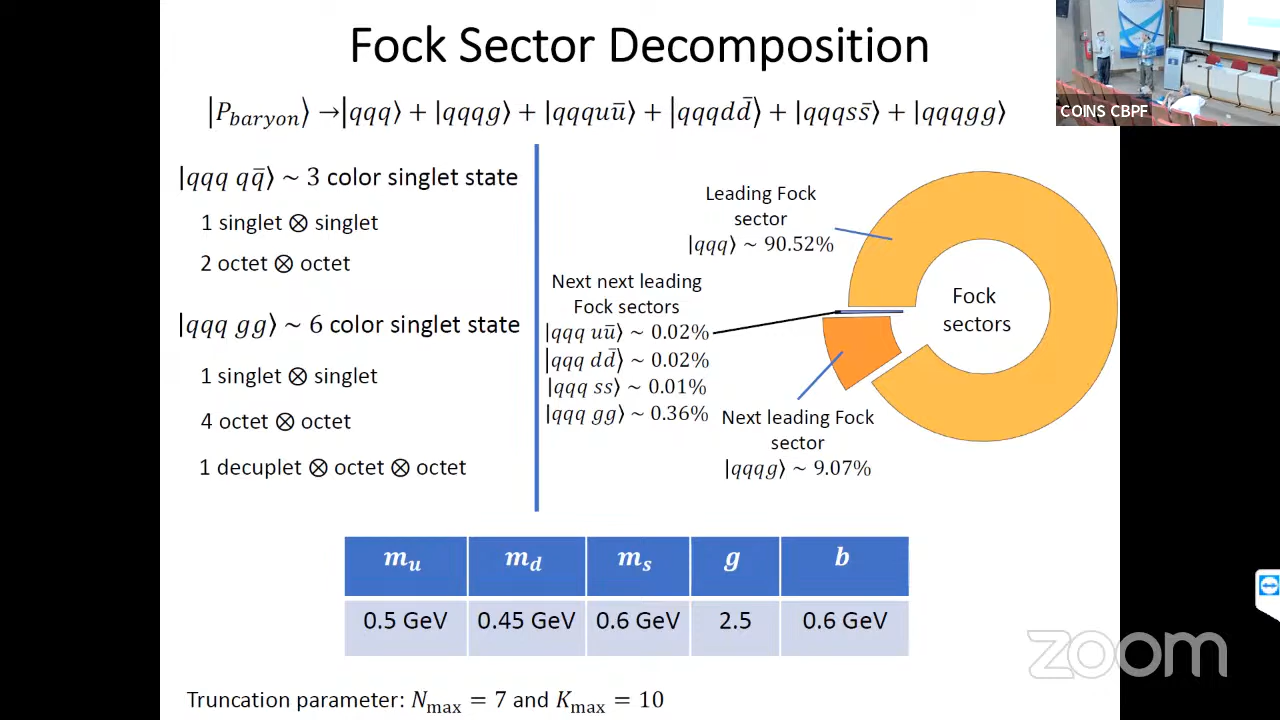 Fock Sector Decomposition
|P_baryon⟩ →|qqq⟩ + |qqqg⟩ + |qqquū⟩ + |qqqdd̄⟩ + |qqqss̄⟩ + |qqqgg⟩
COINS CBPF
|qqq qq̄⟩ ~ 3 color singlet state
1 singlet ⊗ singlet
2 octet ⊗ octet
|qqq gg⟩ ~ 6 color singlet state
1 singlet ⊗ singlet
4 octet ⊗ octet
1 decuplet ⊗ octet ⊗ octet
Leading Fock
sector
|qqq⟩ ~ 90.52%
Next next leading
Fock sectors
|qqq uū⟩ ~ 0.02%
|qqq dd̄⟩ ~ 0.02%
|qqq ss⟩ ~ 0.01%
|qqq gg⟩ ~ 0.36%
Fock
sectors
Next leading Fock
sector
|qqqg⟩ ~ 9.07%
m_u m_d m_s g b
0.5 GeV 0.45 GeV 0.6 GeV 2.5 0.6 GeV
Truncation parameter: N_max = 7 and K_max = 10
zoom